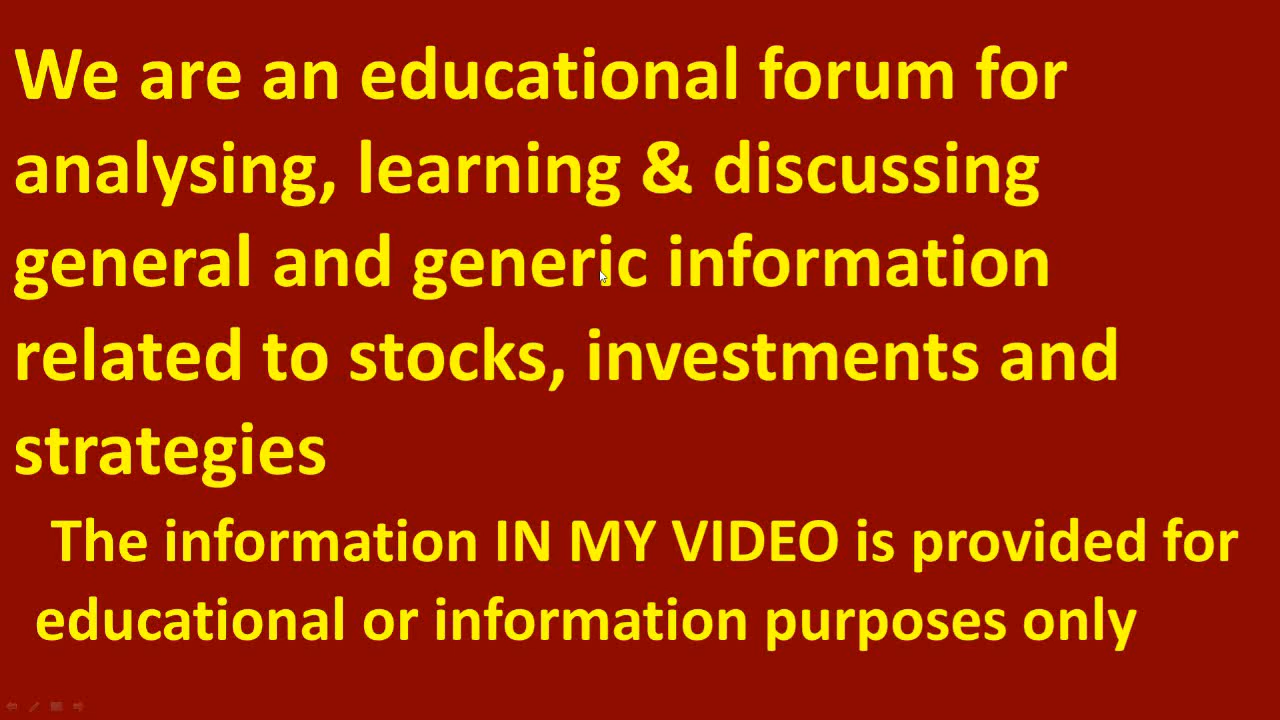 We are an educational forum for
analysing, learning & discussing
general and generic information
related to stocks, investments and
strategies
The information IN MY VIDEO is provided for
educational or information purposes only